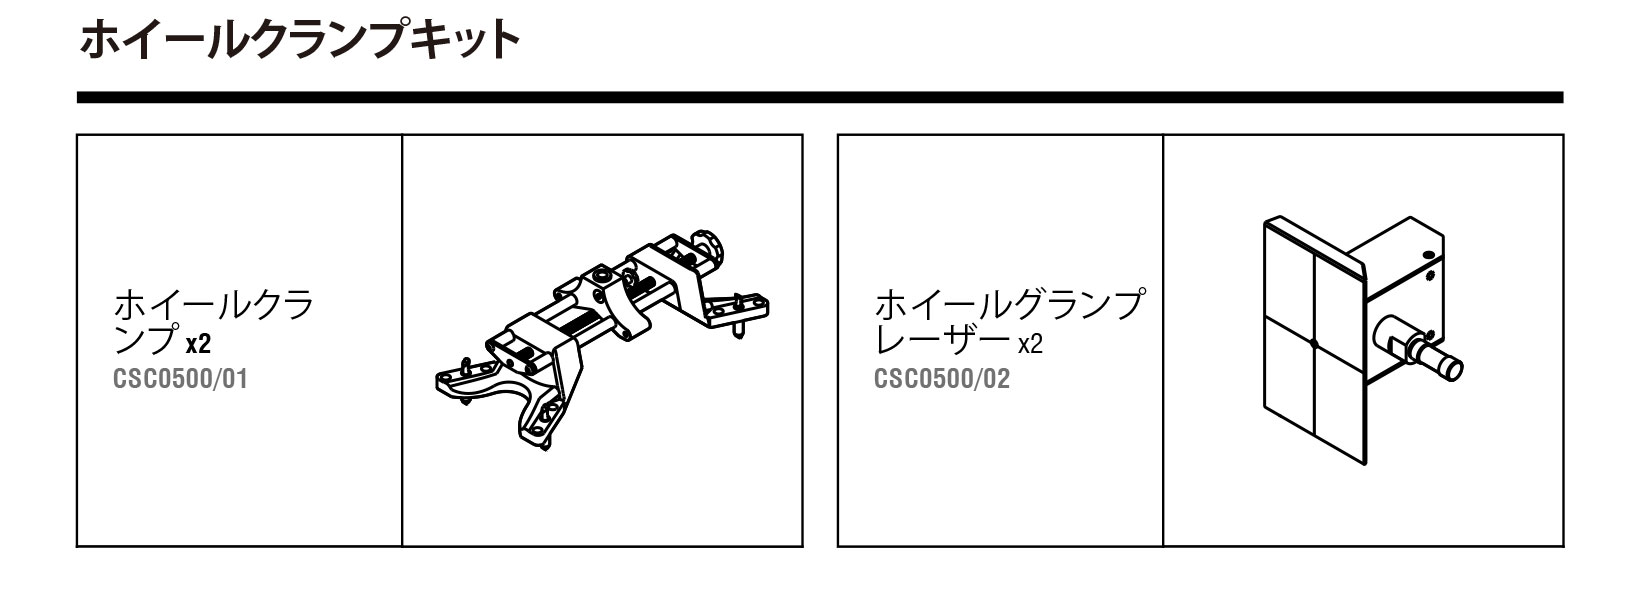 ホイールクランプキット
ホイールクラ
ンプ x2
CSC0500/01
ホイールグランプ
レーザー x2
CSC0500/02